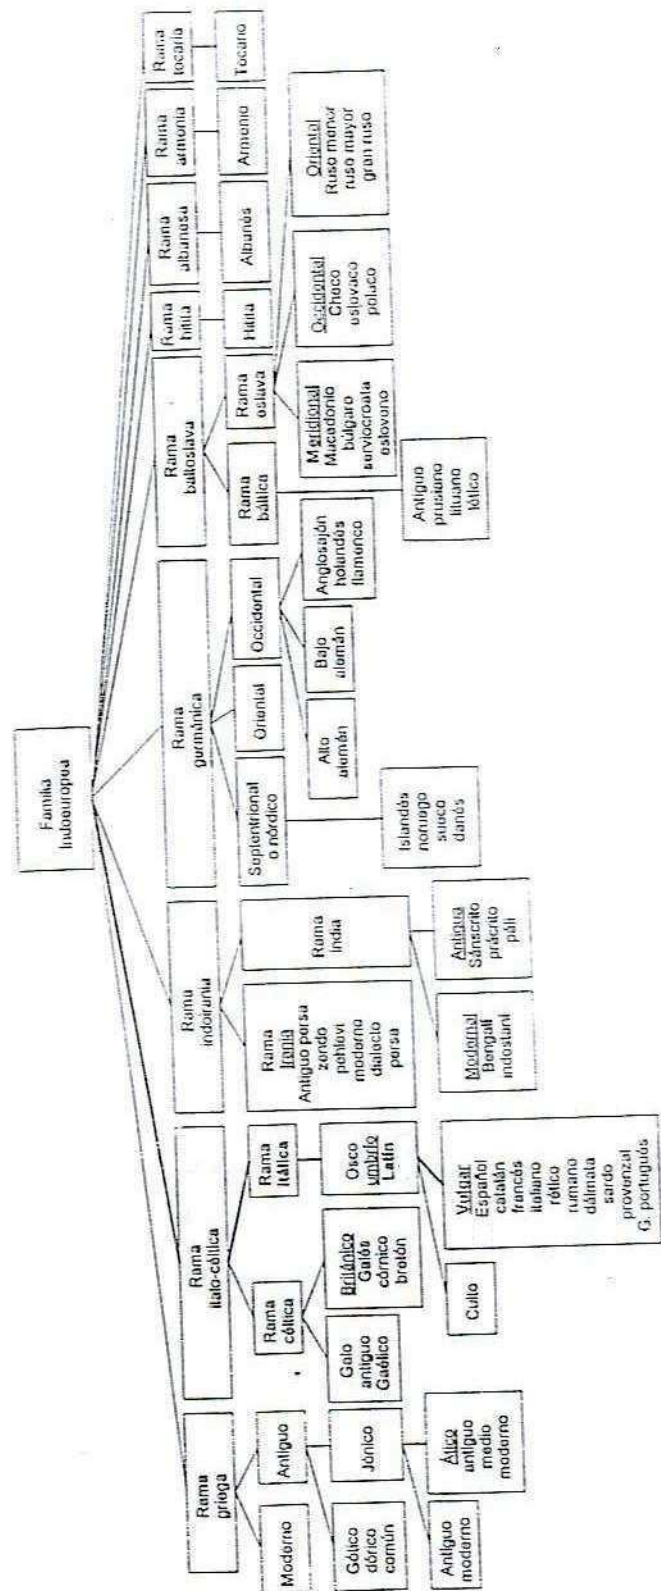 Familia
Indoeuropea
Rama
griega
Rama
ítalo-céltica
Rama
indoirania
Rama
germánica
Rama
baltoslava
Rama
hitita
Rama
albanesa
Rama
armonia
Rama
tocaria
Moderno
Antiguo
Rama
céltica
Rama
itálica
Rama
Irania
Antiguo persa
zendo
pehlevi
moderno
dialecto
persa
Rama
India
Septentrional
o nórdico
Oriental
Occidental
Rama
báltica
Rama
eslava
Hitita
Albanés
Armenio
Tocario
Gótico
dórico
común
Jónico
Galo
antiguo
Gaélico
Británico
Galés
córnico
bretón
Osco
umbrío
Latín
Alto
alemán
Bajo
alemán
Anglosajón
holandés
flamenco
Meridional
Macedonio
búlgaro
serviocroata
esloveno
Occidental
Checo
eslovaco
polaco
Oriental
Ruso menor
ruso mayor
gran ruso
Antiguo
moderno
Ático
antiguo
medio
moderno
Culto
Vulgar
Español
catalán
francés
italiano
rético
rumano
dálmata
sardo
provenzal
G. portugués
Modernal
Bengalí
indostaní
Antigua
Sánscrito
prácrito
páli
Islandés
noruego
sueco
danés
Antiguo
prusiano
lituano
lético